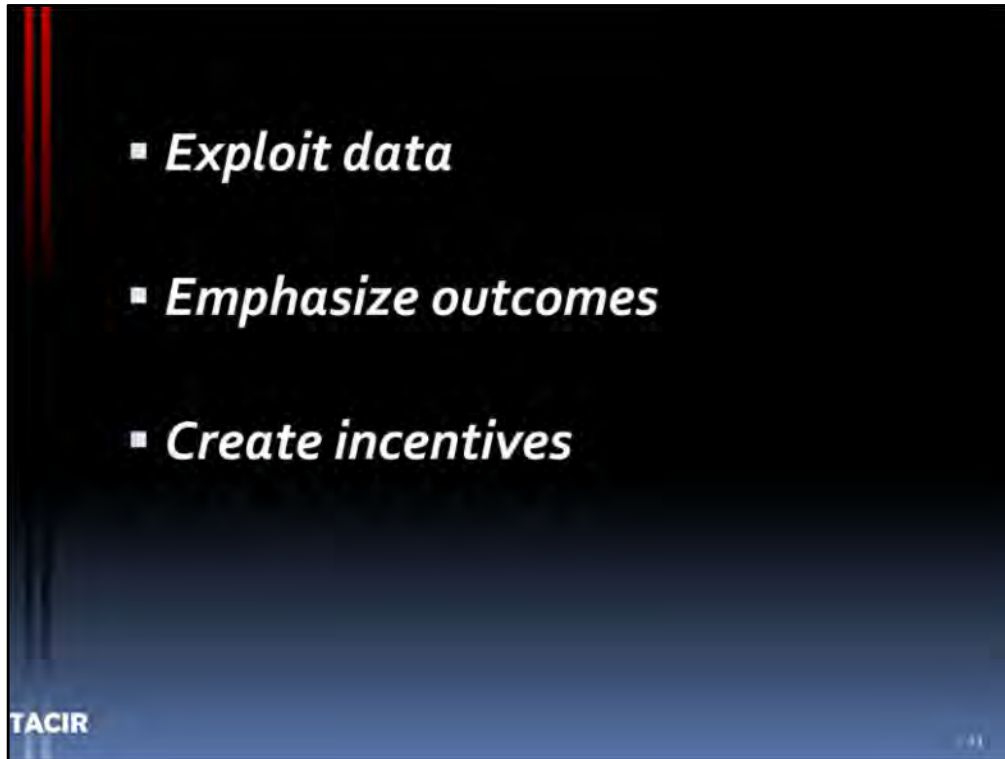 ▪ Exploit data
▪ Emphasize outcomes
▪ Create incentives
TACIR